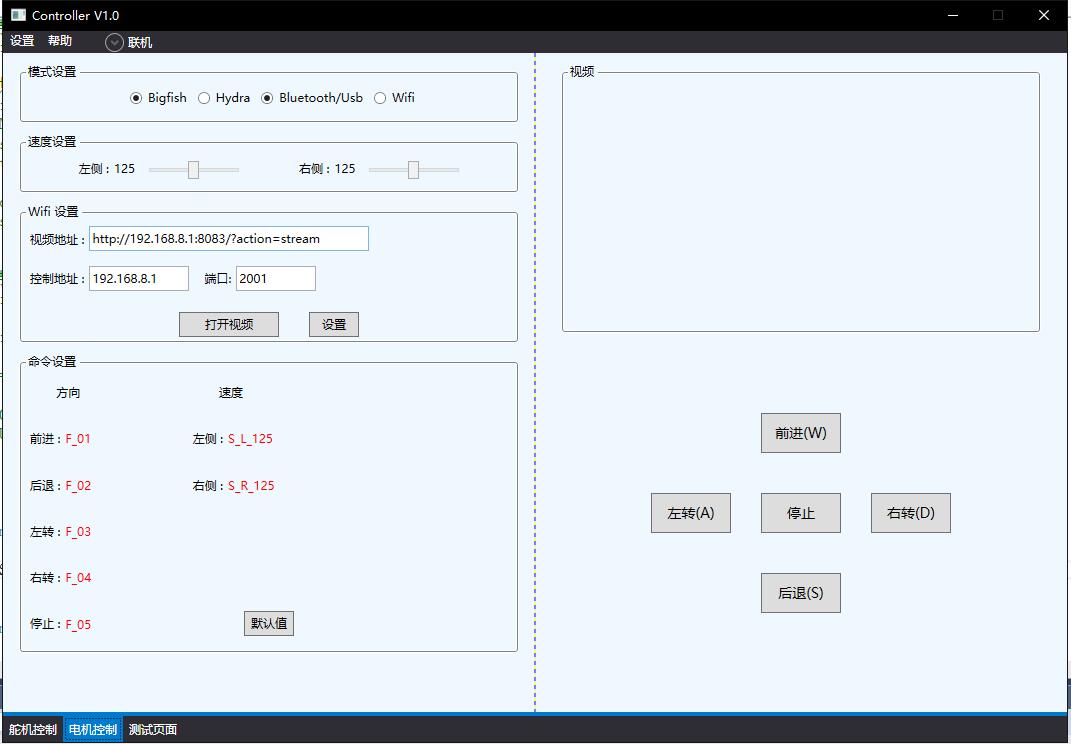 Controller V1.0
设置 帮助 联机
模式设置
Bigfish Hydra Bluetooth/Usb Wifi
速度设置
左侧：125 右侧：125
Wifi 设置
视频地址： http://192.168.8.1:8083/?action=stream
控制地址： 192.168.8.1 端口: 2001
打开视频 设置
命令设置
方向 速度
前进：F_01 左侧：S_L_125
后退：F_02 右侧：S_R_125
左转：F_03
右转：F_04
停止：F_05 默认值
视频
前进(W)
左转(A) 停止 右转(D)
后退(S)
舵机控制 电机控制 测试页面